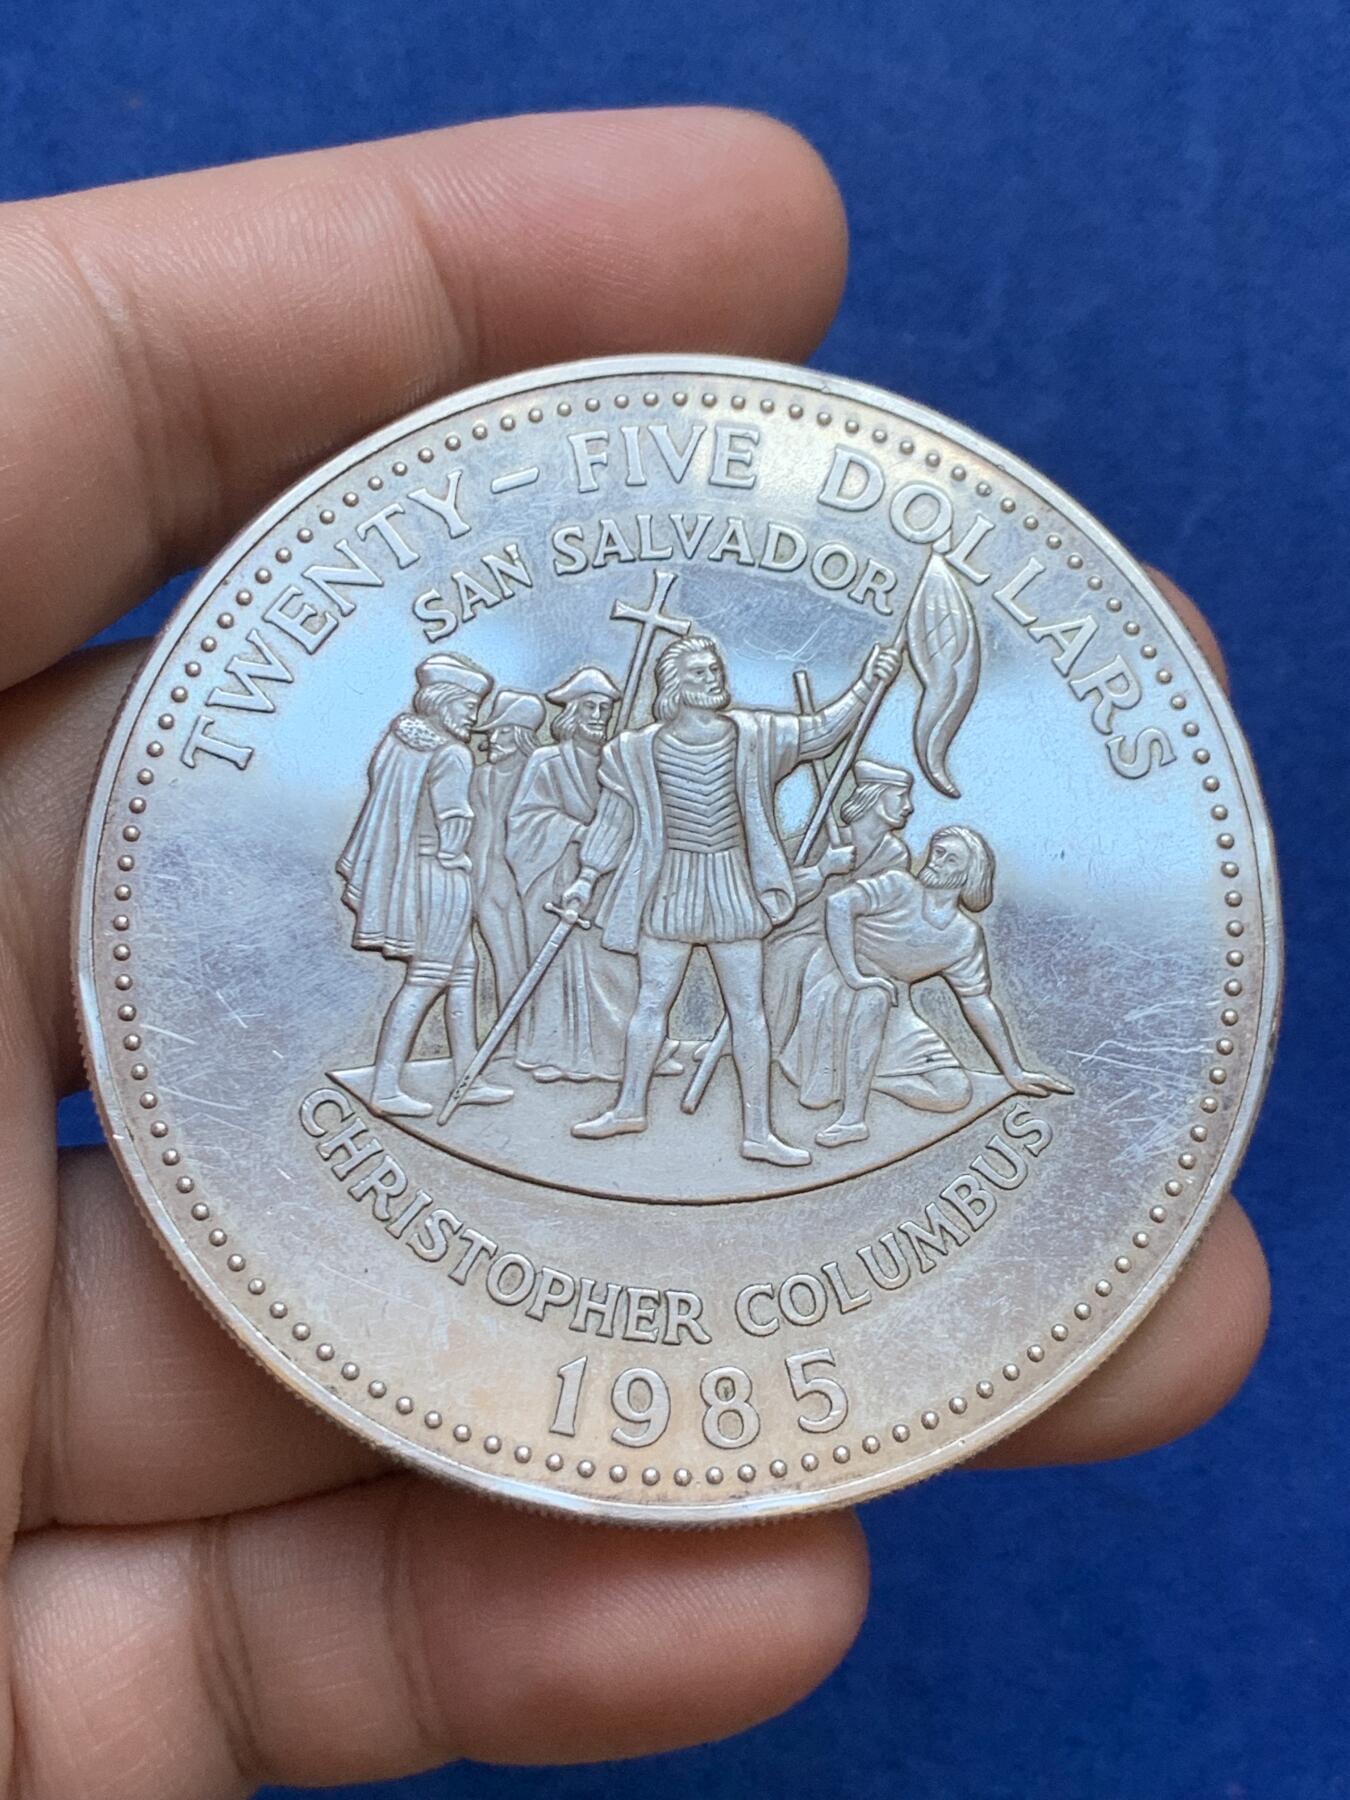 TWENTY - FIVE DOLLARS
SAN SALVADOR
CHRISTOPHER COLUMBUS
1985